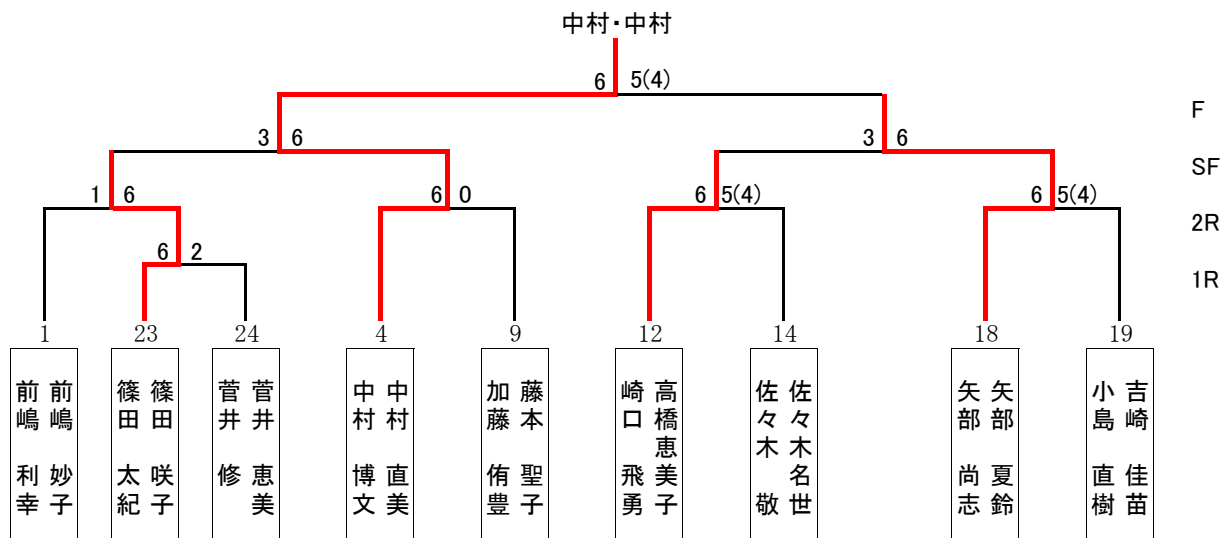 中村・中村
6 5(4)
F
3 6
3 6
SF
1 6
6 0
6 5(4)
6 5(4)
2R
6 2
1R
1 23 24 4 9 12 14 18 19
前嶋 妙子
前嶋 利幸
篠田 咲子
篠田 太紀
菅井 恵美
菅井 修
中村 直美
中村 博文
藤本 聖子
加藤 侑豊
高橋恵美子
崎口 飛勇
佐々木名世
佐々木 敬
矢部 夏鈴
矢部 尚志
吉崎 佳苗
小島 直樹